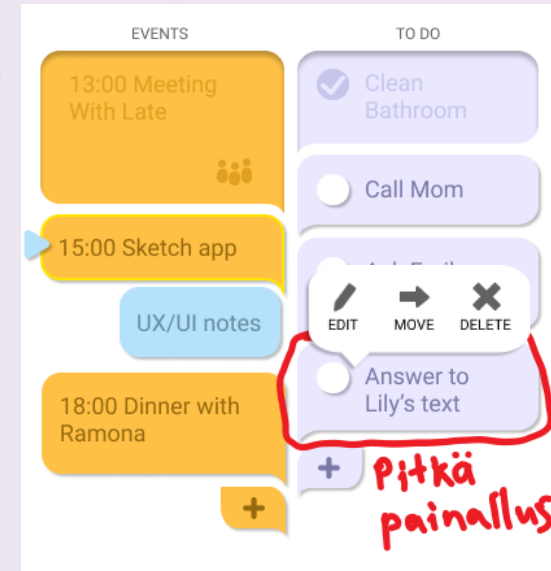 EVENTS
TO DO
13:00 Meeting
With Late
15:00 Sketch app
UX/UI notes
18:00 Dinner with
Ramona
+
Clean
Bathroom
Call Mom
EDIT
MOVE
DELETE
Answer to
Lily's text
+
Pitkä
painallus